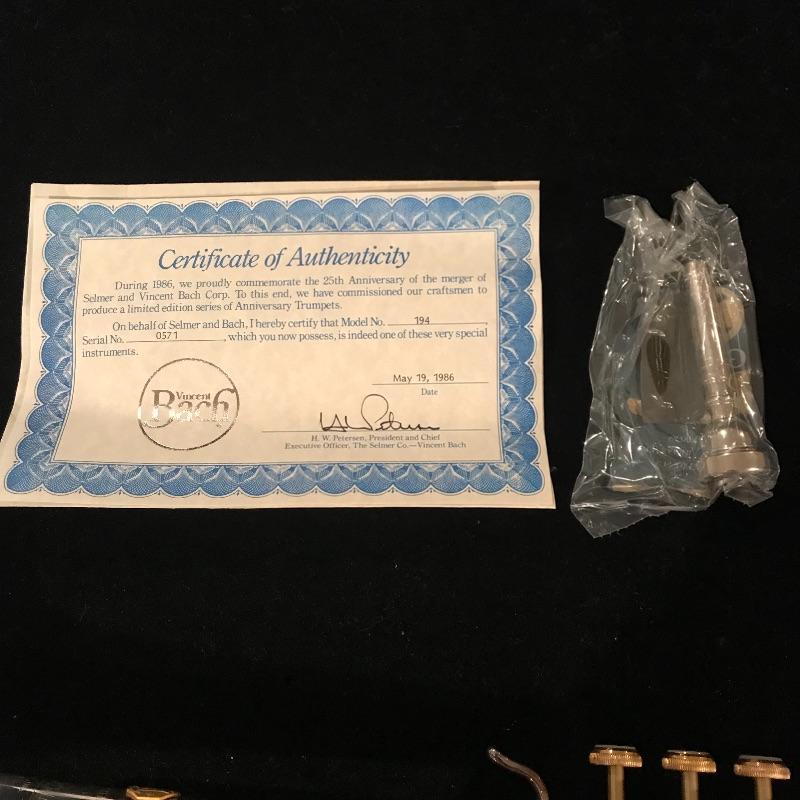 Certificate of Authenticity
During 1986, we proudly commemorate the 25th Anniversary of the merger of
Selmer and Vincent Bach Corp. To this end, we have commissioned our craftsmen to
produce a limited edition series of Anniversary Trumpets.
On behalf of Selmer and Bach, I hereby certify that Model No. 194,
Serial No. 0571, which you now possess, is indeed one of these very special
instruments.
Vincent
Bach
May 19, 1986
Date
H. W. Petersen, President and Chief
Executive Officer, The Selmer Co.—Vincent Bach